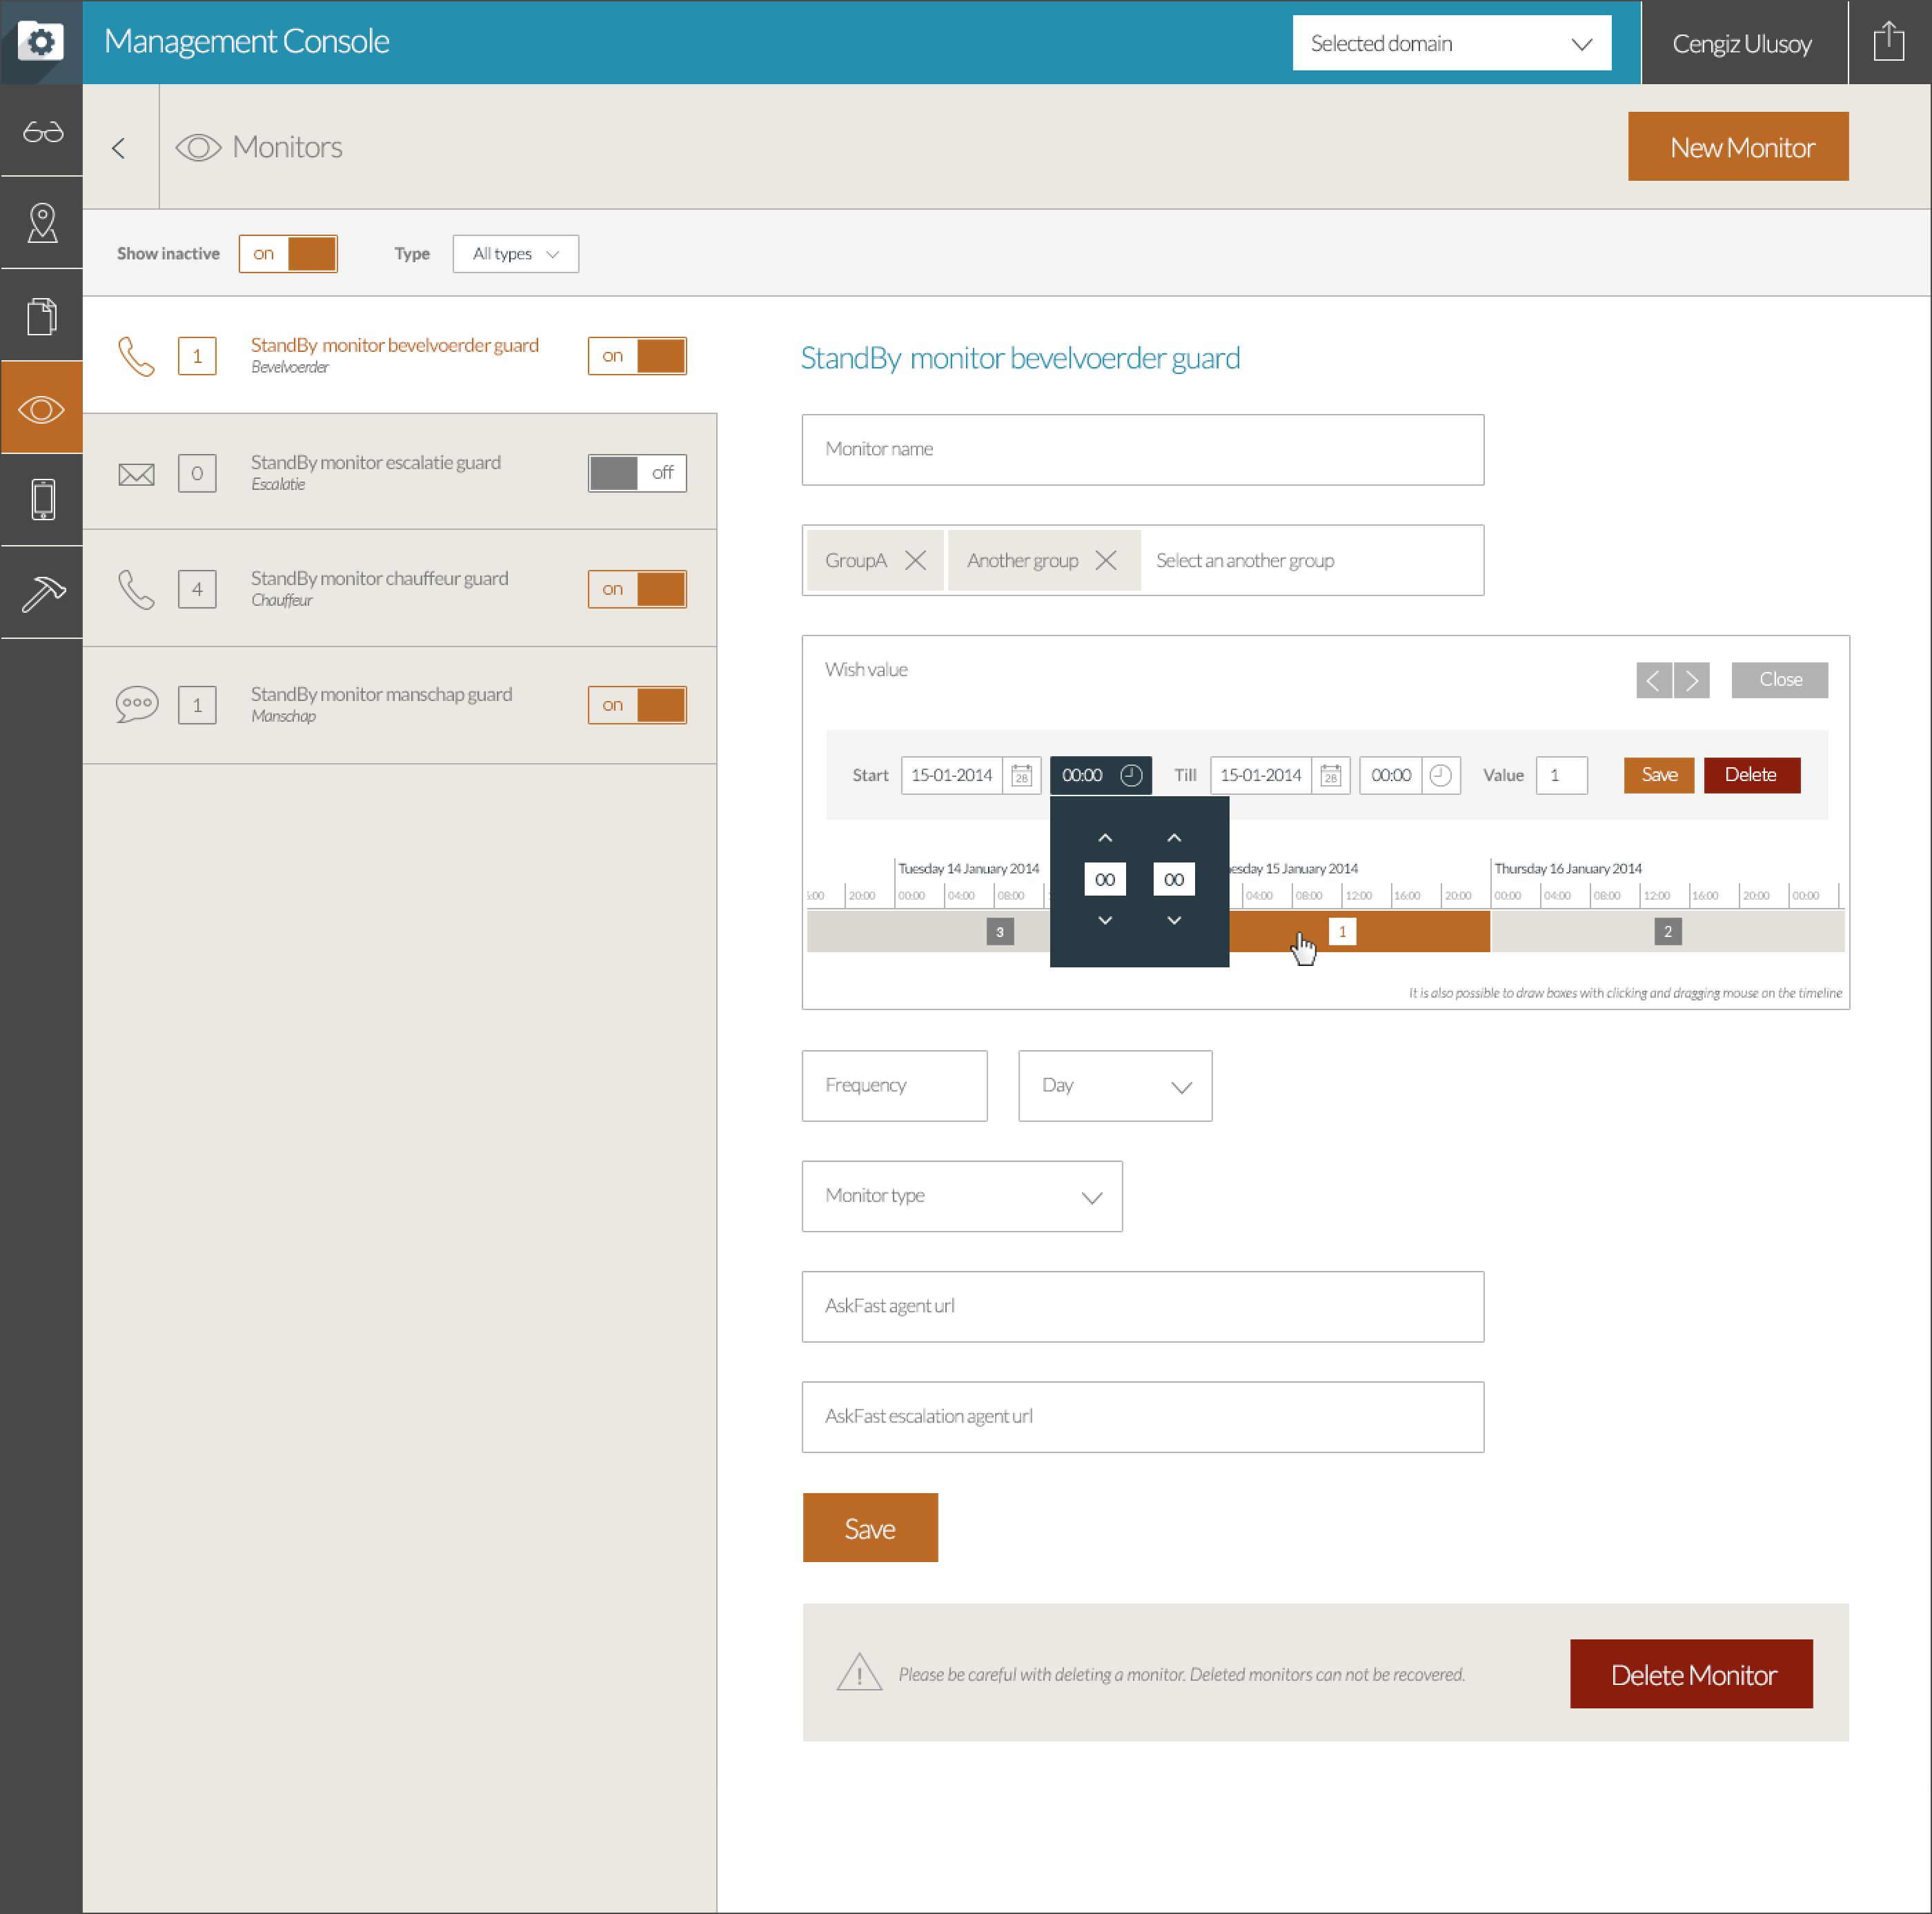 Management Console
Selected domain
Cengiz Ulusoy
Monitors
New Monitor
Show inactive
on
Type
All types
1
StandBy monitor bevelvoerder guard
Bevelvoerder
on
0
StandBy monitor escalatie guard
Escalatie
off
4
StandBy monitor chauffeur guard
Chauffeur
on
1
StandBy monitor manschap guard
Manschap
on
StandBy monitor bevelvoerder guard
Monitor name
GroupA
Another group
Select an another group
Wish value
Close
Start
15-01-2014
28
00:00
Till
15-01-2014
28
00:00
Value
1
Save
Delete
00
00
Tuesday 14 January 2014
esday 15 January 2014
Thursday 16 January 2014
:00 20:00 00:00 04:00 08:00 04:00 08:00 12:00 16:00 20:00 00:00 04:00 08:00 12:00 16:00 20:00 00:00
3
1
2
It is also possible to draw boxes with clicking and dragging mouse on the timeline
Frequency
Day
Monitor type
AskFast agent url
AskFast escalation agent url
Save
Please be careful with deleting a monitor. Deleted monitors can not be recovered.
Delete Monitor